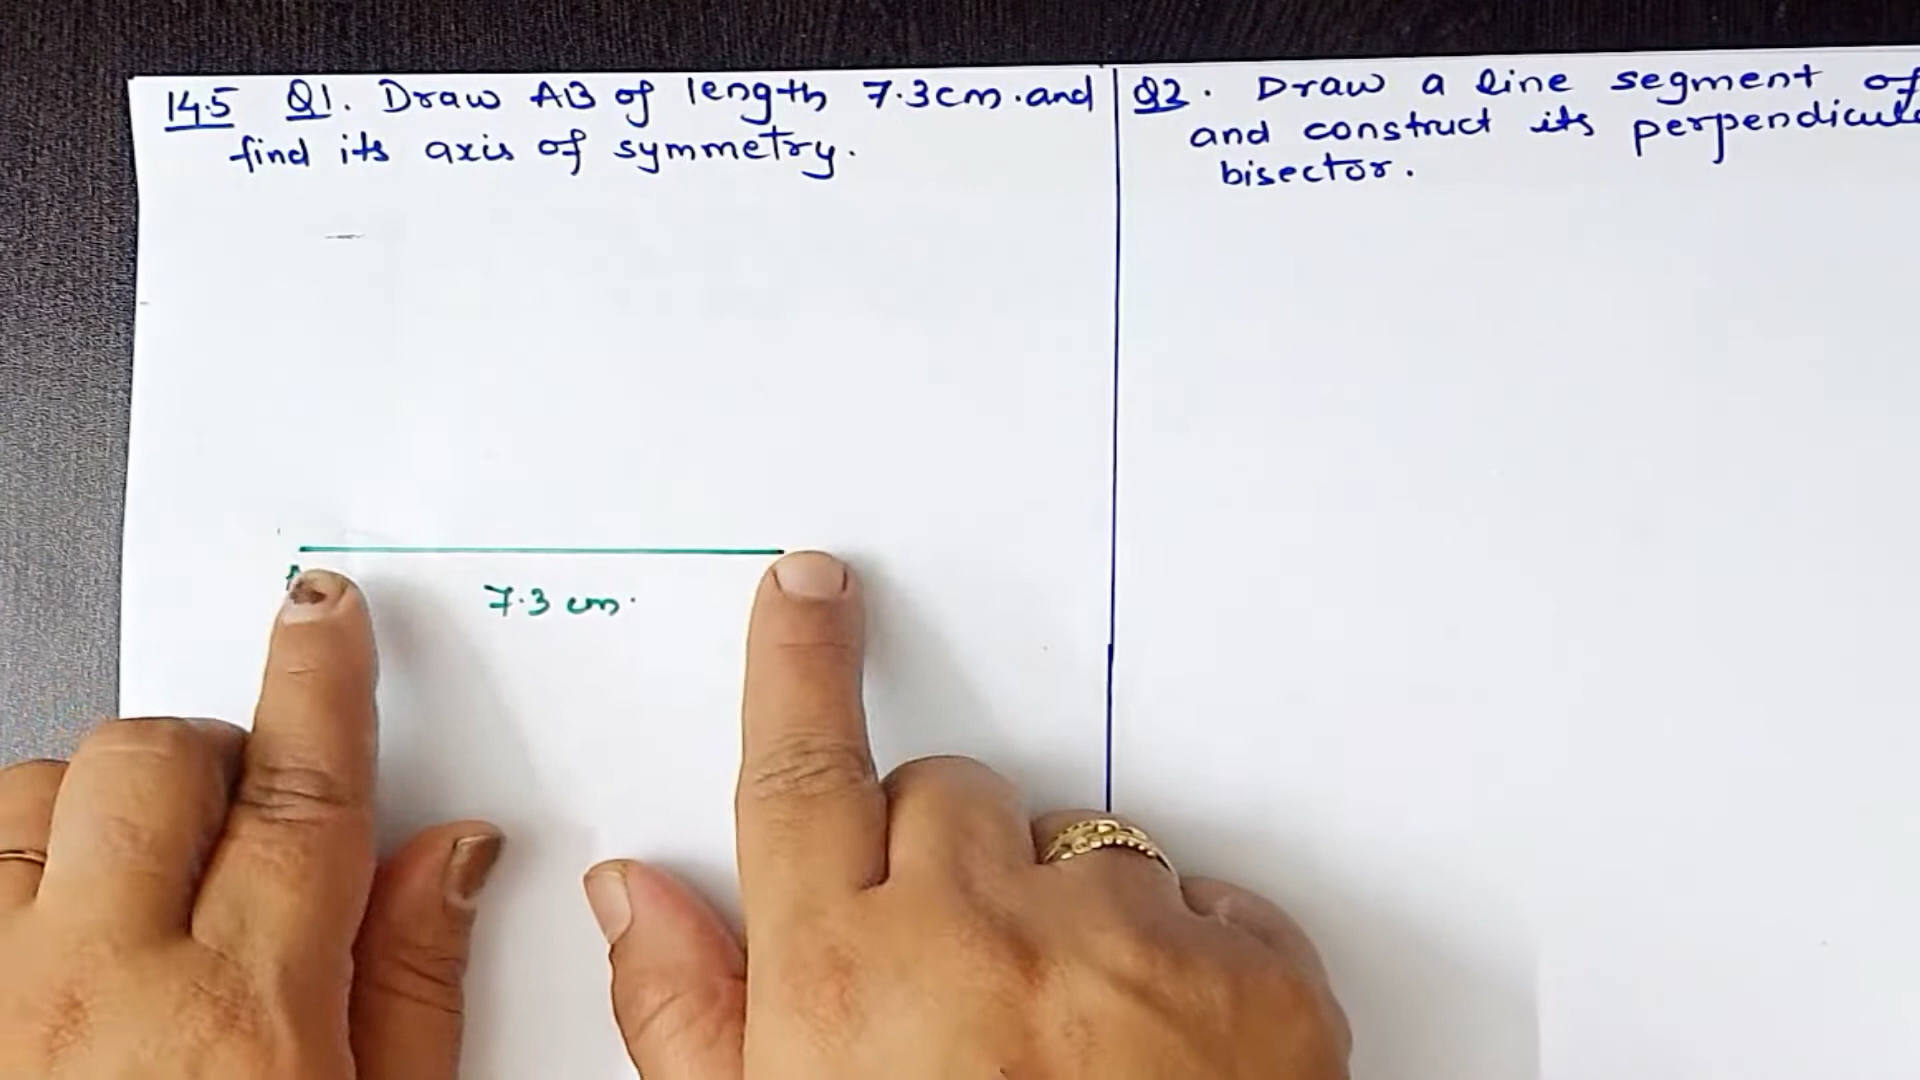 14.5 Q1. Draw AB of length 7.3cm. and
find its axis of symmetry.
Q2. Draw a line segment of
and construct its
bisector.
7.3 cm.